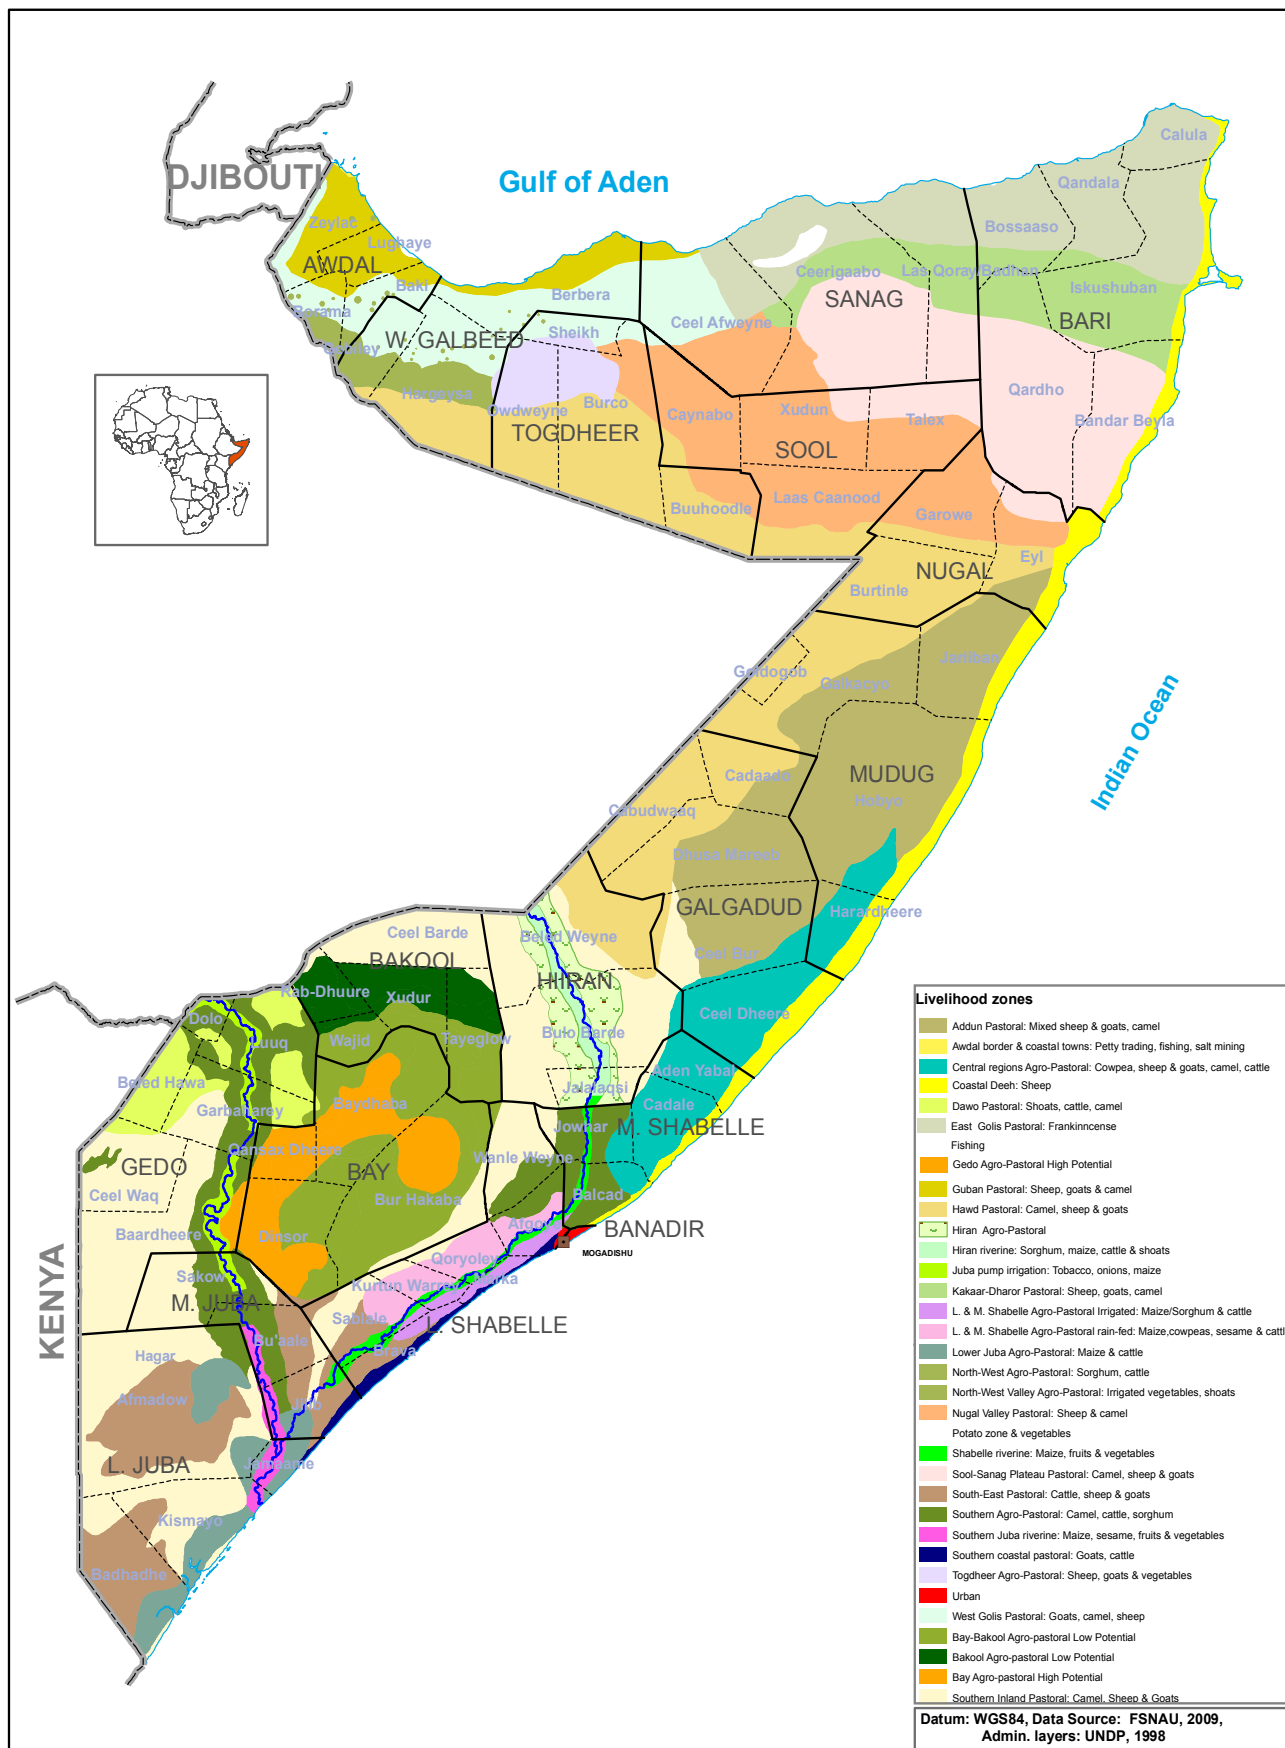 DJIBOUTI
Gulf of Aden
Calula
Qandala
Bossaaso
Zeylac
Lughaye
AWDAL
Baki
Borama
Berbera
Ceerigaabo
Las Qoray/Badhan
Iskushuban
SANAG
BARI
Ceel Afweyne
Sheikh
W. GALBEED
Gebiley
Hargeysa
Owdweyne
Burco
TOGDHEER
Caynabo
Xudun
Talex
SOOL
Qardho
Bandar Beyla
Laas Caanood
Buuhoodle
Garowe
Eyl
NUGAL
Burtinle
Jariiban
Goldogob
Galkacyo
Indian Ocean
MUDUG
Hobyo
Cadaado
Cabudwaaq
Dhusa Mareeb
GALGADUD
Harardheere
Ceel Bur
Ceel Barde
BAKOOL
Beled Weyne
HIIRAN
Rab-Dhuure
Xudur
Ceel Dheere
Dolo
Luuq
Wajid
Tayeglow
Bulo Barde
Aden Yabal
Beled Hawa
Garbaharey
Baydhaba
Jalalaqsi
Cadale
Jowhar
M. SHABELLE
GEDO
Qansax Dheere
BAY
Wanle Weyne
Ceel Waq
Bur Hakaba
Balcad
Baardheere
Dinsor
Afgoi
BANADIR
MOGADISHU
Qoryoley
Sakow
Kurtun Warrey
Marka
KENYA
M. JUBA
Sablale
L. SHABELLE
Bu'aale
Brava
Hagar
Afmadow
Jilib
L. JUBA
Jamaame
Kismayo
Badhadhe
Livelihood zones
Addun Pastoral: Mixed sheep & goats, camel
Awdal border & coastal towns: Petty trading, fishing, salt mining
Central regions Agro-Pastoral: Cowpea, sheep & goats, camel, cattle
Coastal Deeh: Sheep
Dawo Pastoral: Shoats, cattle, camel
East Golis Pastoral: Frankinncense
Fishing
Gedo Agro-Pastoral High Potential
Guban Pastoral: Sheep, goats & camel
Hawd Pastoral: Camel, sheep & goats
Hiran Agro-Pastoral
Hiran riverine: Sorghum, maize, cattle & shoats
Juba pump irrigation: Tobacco, onions, maize
Kakaar-Dharor Pastoral: Sheep, goats, camel
L. & M. Shabelle Agro-Pastoral Irrigated: Maize/Sorghum & cattle
L. & M. Shabelle Agro-Pastoral rain-fed: Maize,cowpeas, sesame & cattl
Lower Juba Agro-Pastoral: Maize & cattle
North-West Agro-Pastoral: Sorghum, cattle
North-West Valley Agro-Pastoral: Irrigated vegetables, shoats
Nugal Valley Pastoral: Sheep & camel
Potato zone & vegetables
Shabelle riverine: Maize, fruits & vegetables
Sool-Sanag Plateau Pastoral: Camel, sheep & goats
South-East Pastoral: Cattle, sheep & goats
Southern Agro-Pastoral: Camel, cattle, sorghum
Southern Juba riverine: Maize, sesame, fruits & vegetables
Southern coastal pastoral: Goats, cattle
Togdheer Agro-Pastoral: Sheep, goats & vegetables
Urban
West Golis Pastoral: Goats, camel, sheep
Bay-Bakool Agro-pastoral Low Potential
Bakool Agro-pastoral Low Potential
Bay Agro-pastoral High Potential
Southern Inland Pastoral: Camel, Sheep & Goats
Datum: WGS84, Data Source: FSNAU, 2009,
Admin. layers: UNDP, 1998